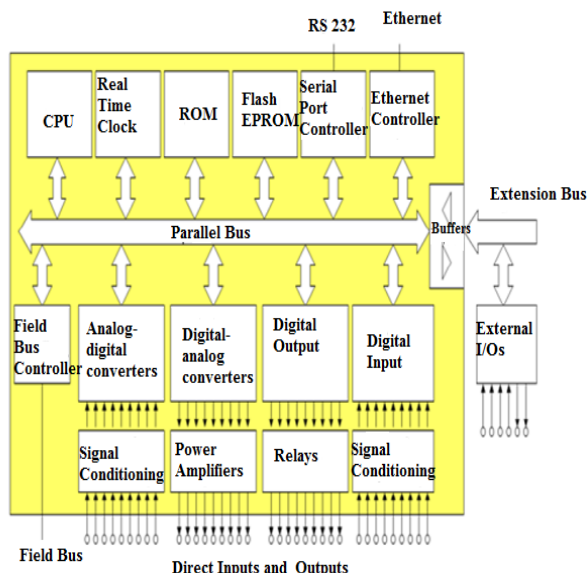 RS 232
Ethernet
CPU
Real
Time
Clock
ROM
Flash
EPROM
Serial
Port
Controller
Ethernet
Controller
Extension Bus
Parallel Bus
Buffers
Field
Bus
Controller
Analog-
digital
converters
Digital-
analog
converters
Digital
Output
Digital
Input
External
I/Os
Signal
Conditioning
Power
Amplifiers
Relays
Signal
Conditioning
Field Bus
Direct Inputs and Outputs